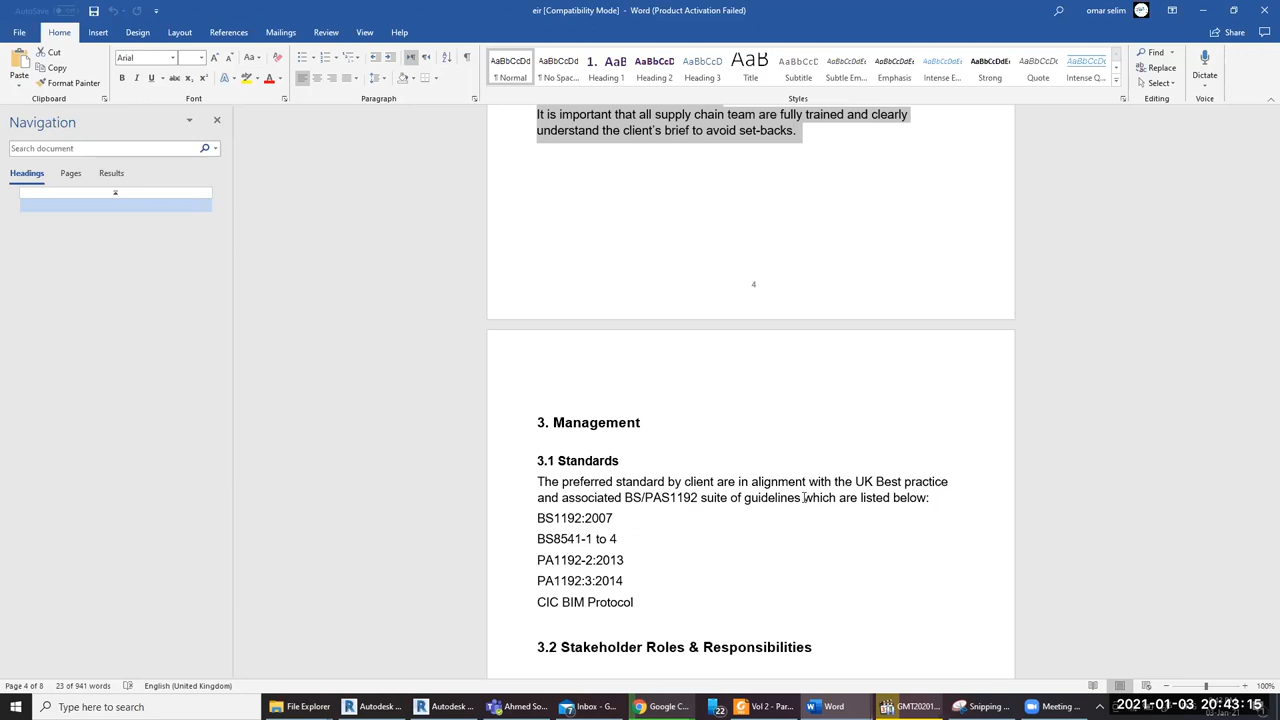 AutoSave
eir [Compatibility Mode] - Word (Product Activation Failed)
omar selim
File Home Insert Design Layout References Mailings Review View Help
Share
Paste
Cut
Copy
Format Painter
Clipboard
Arial
Font
Paragraph
AaBbCcDd AaBbCcDd 1. AaB AaBbCcD AaBbCcD AaB AaBbCcD AaBbCcDdEe AaBbCcDdEe AaBbCcDdEe AaBbCcDdE AaBbCcDd AaBbCcDdEe
¶ Normal ¶ No Spac... Heading 1 Heading 2 Heading 3 Title Subtitle Subtle Em... Emphasis Intense E... Strong Quote Intense Q...
Styles
Find
Replace
Select
Editing
Dictate
Voice
Navigation
Search document
Headings Pages Results
It is important that all supply chain team are fully trained and clearly
understand the client's brief to avoid set-backs.
4
3. Management
3.1 Standards
The preferred standard by client are in alignment with the UK Best practice
and associated BS/PAS1192 suite of guidelines which are listed below:
BS1192:2007
BS8541-1 to 4
PA1192-2:2013
PA1192:3:2014
CIC BIM Protocol
3.2 Stakeholder Roles & Responsibilities
Page 4 of 8 23 of 941 words English (United Kingdom) 100%
Type here to search
File Explorer Autodesk ... Autodesk ... Ahmed So... Inbox - G... Google C... 22 Vol 2 - Par... Word GMT20201... Snipping ... Zoom Meeting ...
2021-01-03 20:43:15